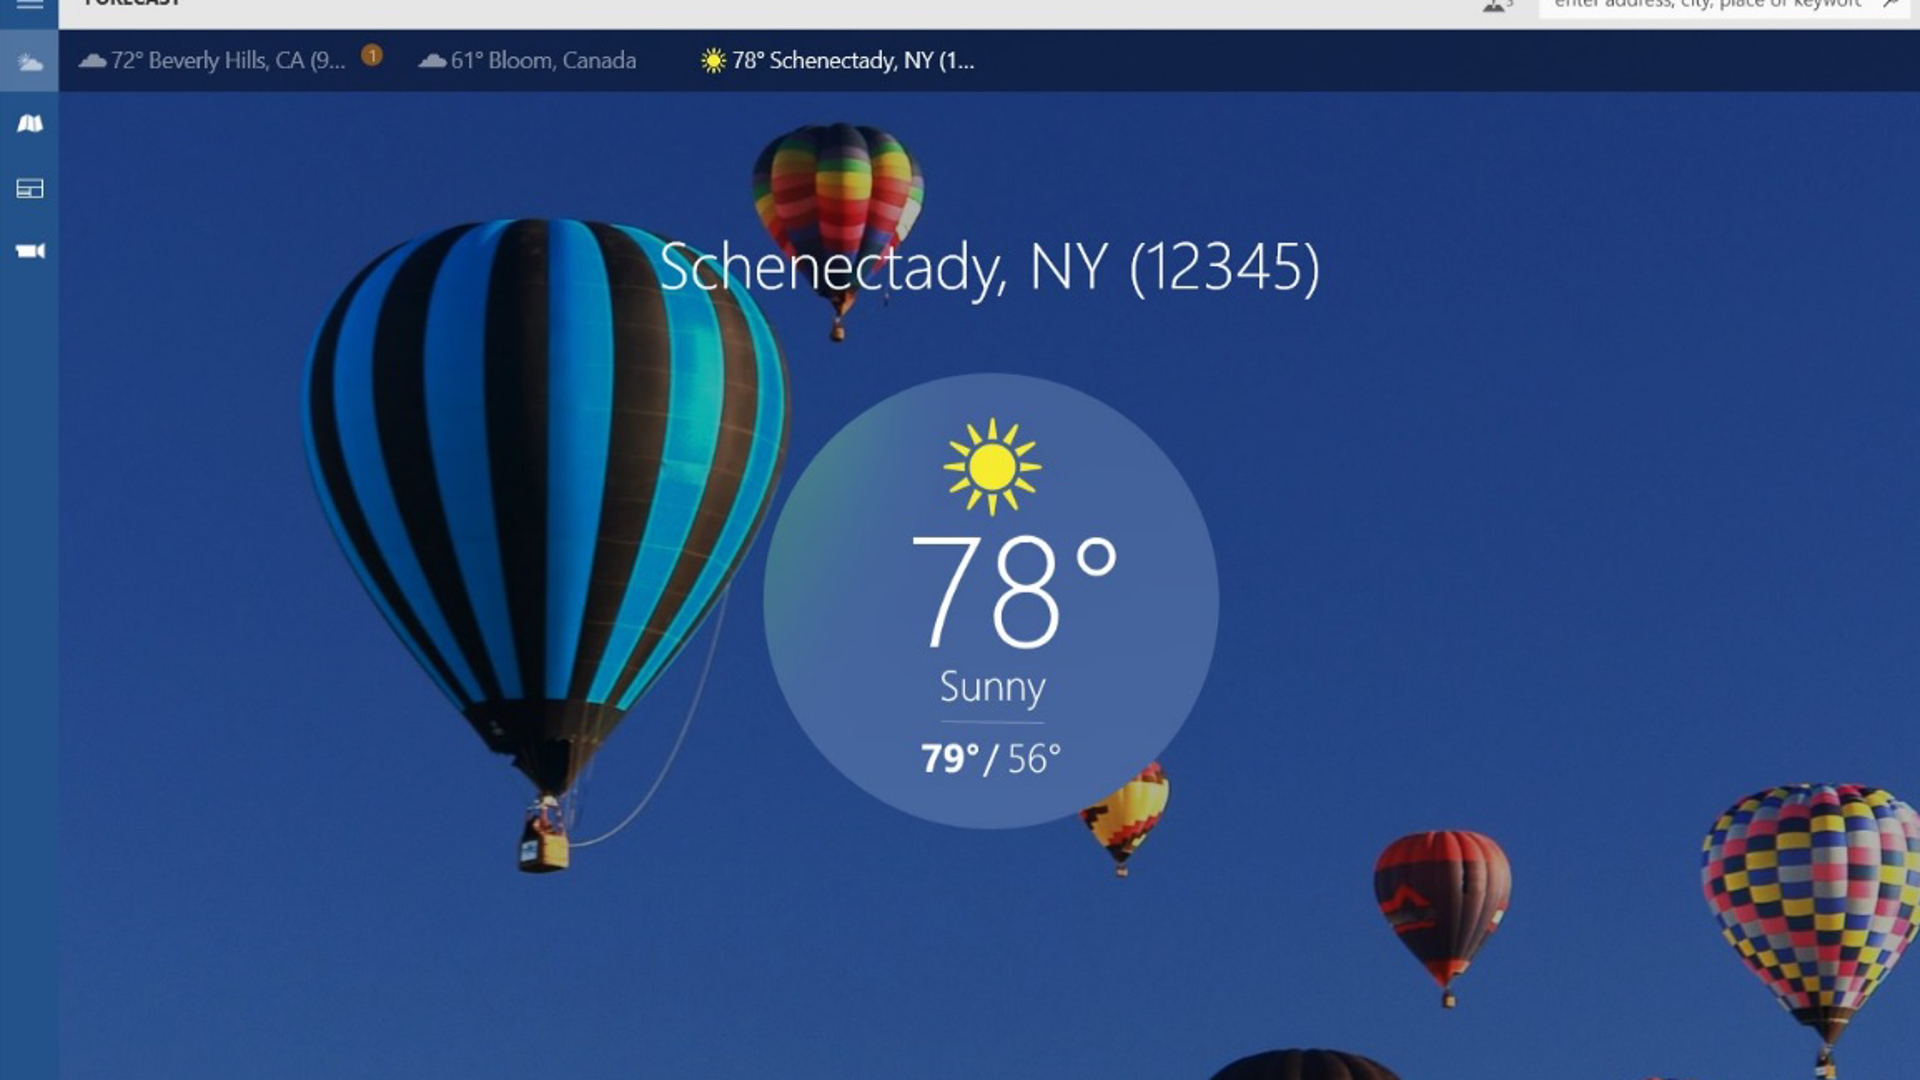 FORECAST
enter address, city, place or keyword
72° Beverly Hills, CA (9...
1
61° Bloom, Canada
78° Schenectady, NY (1...
Schenectady, NY (12345)
78°
Sunny
79° / 56°